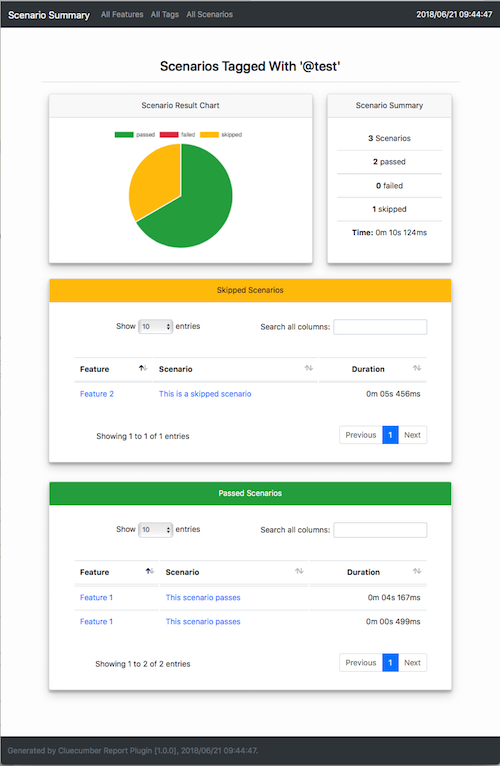 Scenario Summary All Features All Tags All Scenarios 2018/06/21 09:44:47
Scenarios Tagged With '@test'
Scenario Result Chart
passed failed skipped
Scenario Summary
3 Scenarios
2 passed
0 failed
1 skipped
Time: 0m 10s 124ms
Skipped Scenarios
Show 10 entries Search all columns:
Feature Scenario Duration
Feature 2 This is a skipped scenario 0m 05s 456ms
Showing 1 to 1 of 1 entries Previous 1 Next
Passed Scenarios
Show 10 entries Search all columns:
Feature Scenario Duration
Feature 1 This scenario passes 0m 04s 167ms
Feature 1 This scenario passes 0m 00s 499ms
Showing 1 to 2 of 2 entries Previous 1 Next
Generated by Cluecumber Report Plugin [1.0.0], 2018/06/21 09:44:47.